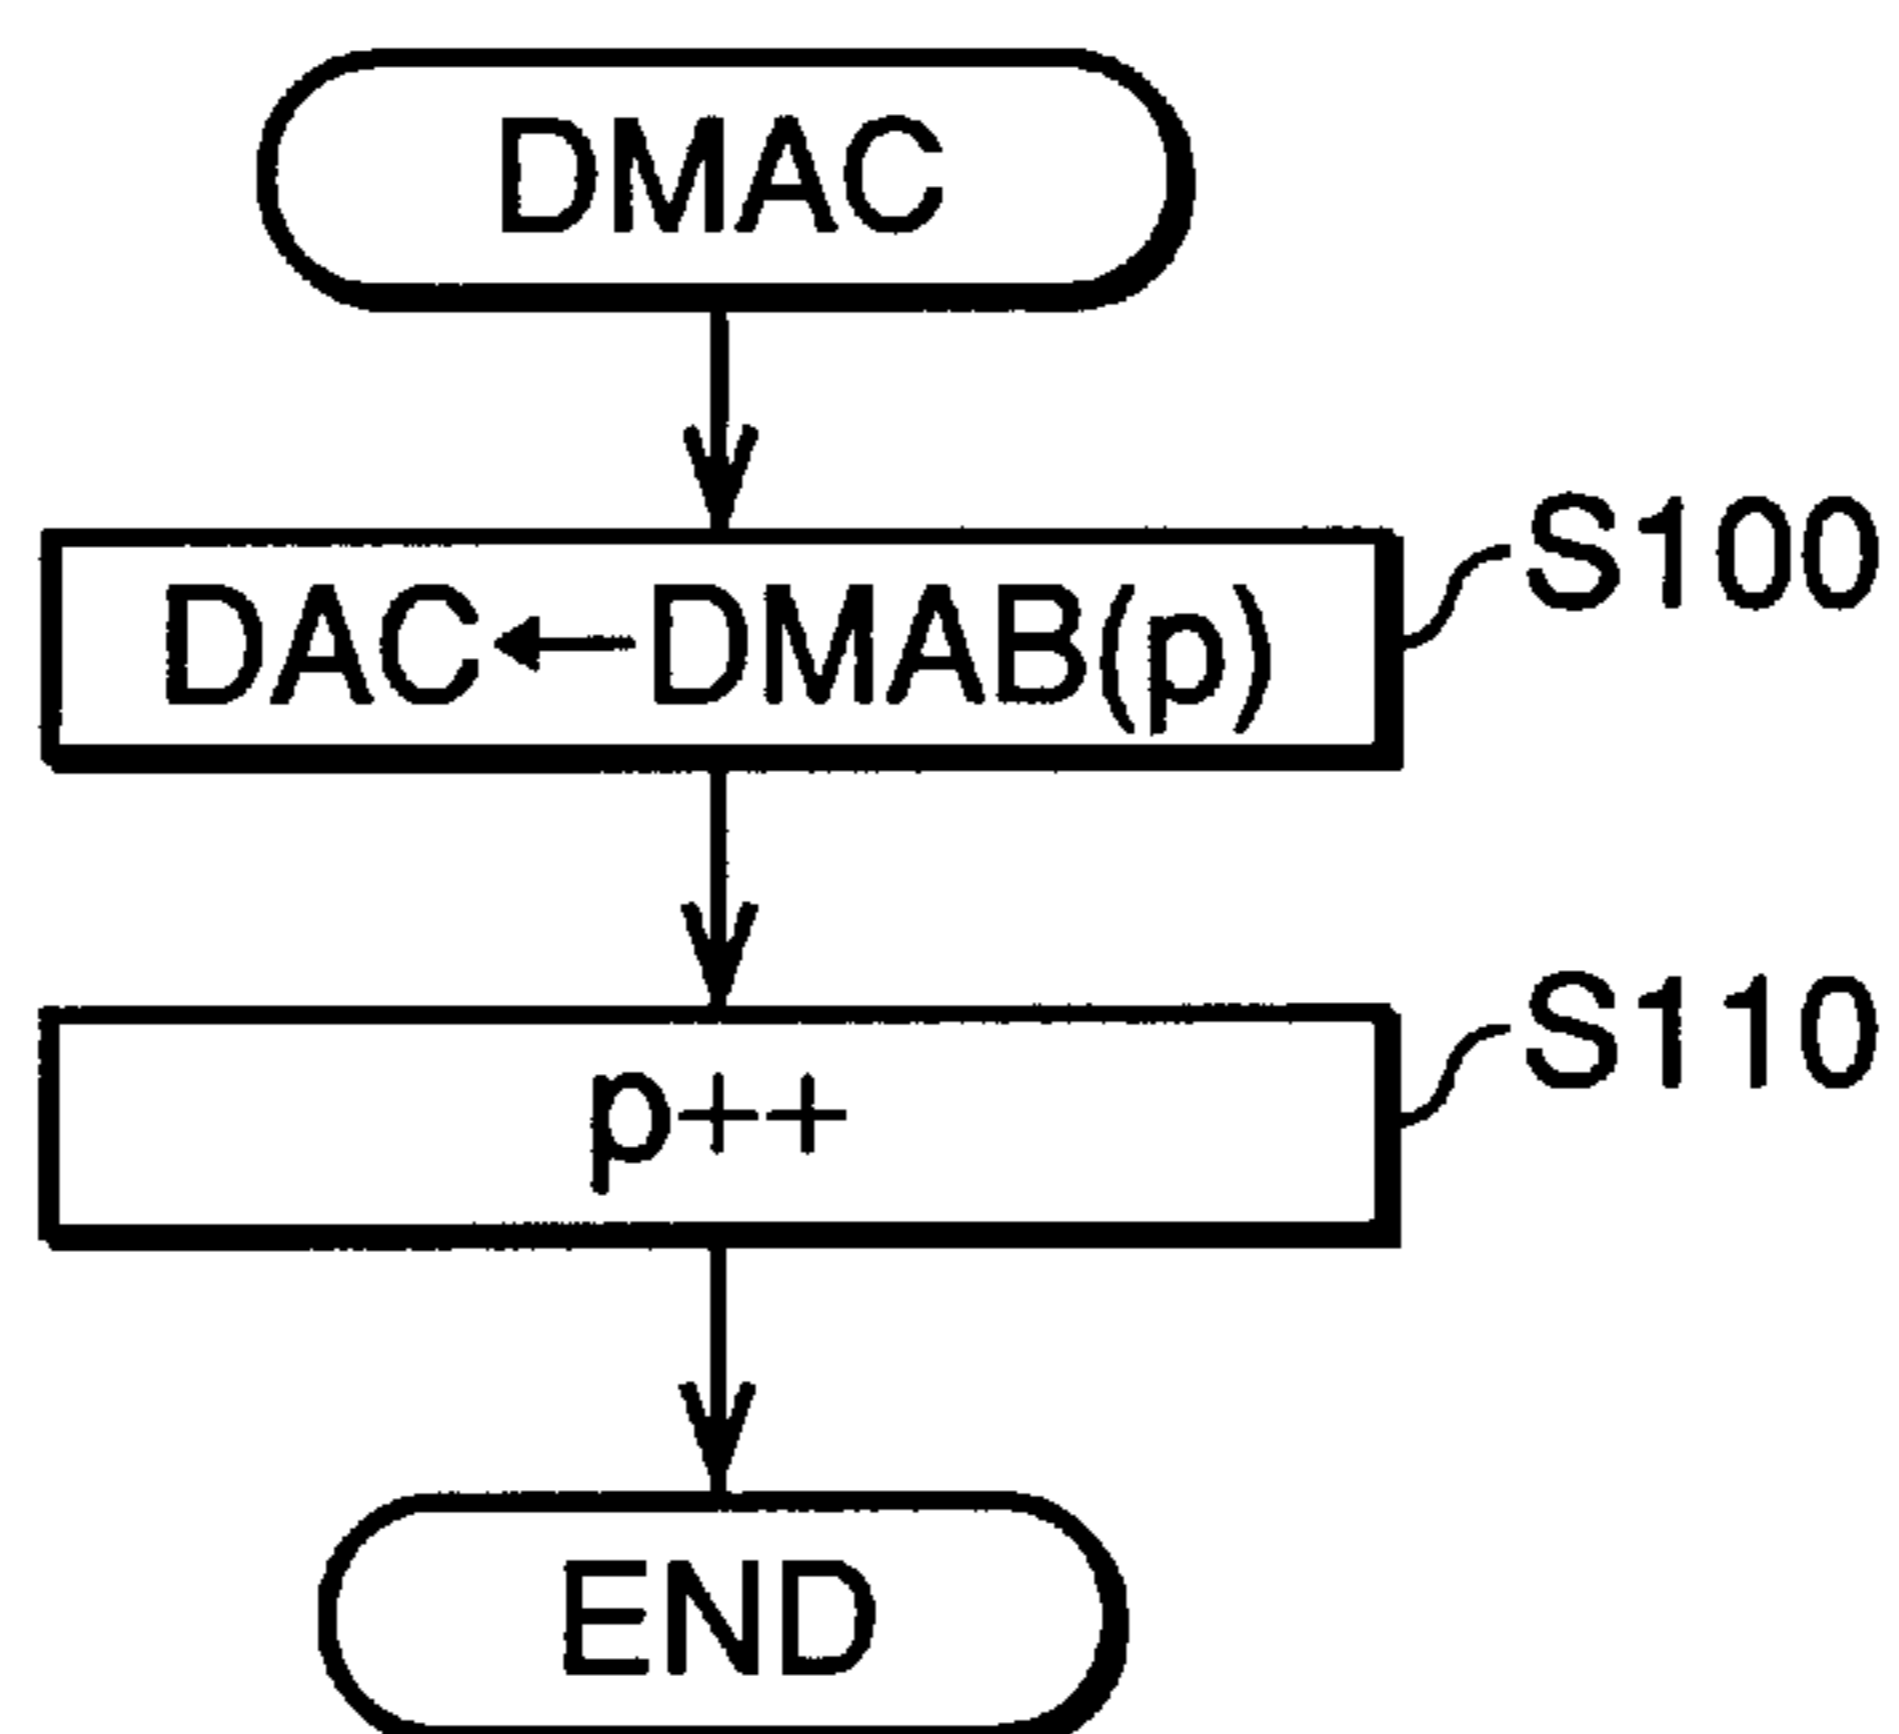 DMAC
DAC←DMAB(p)
S100
p++
S110
END